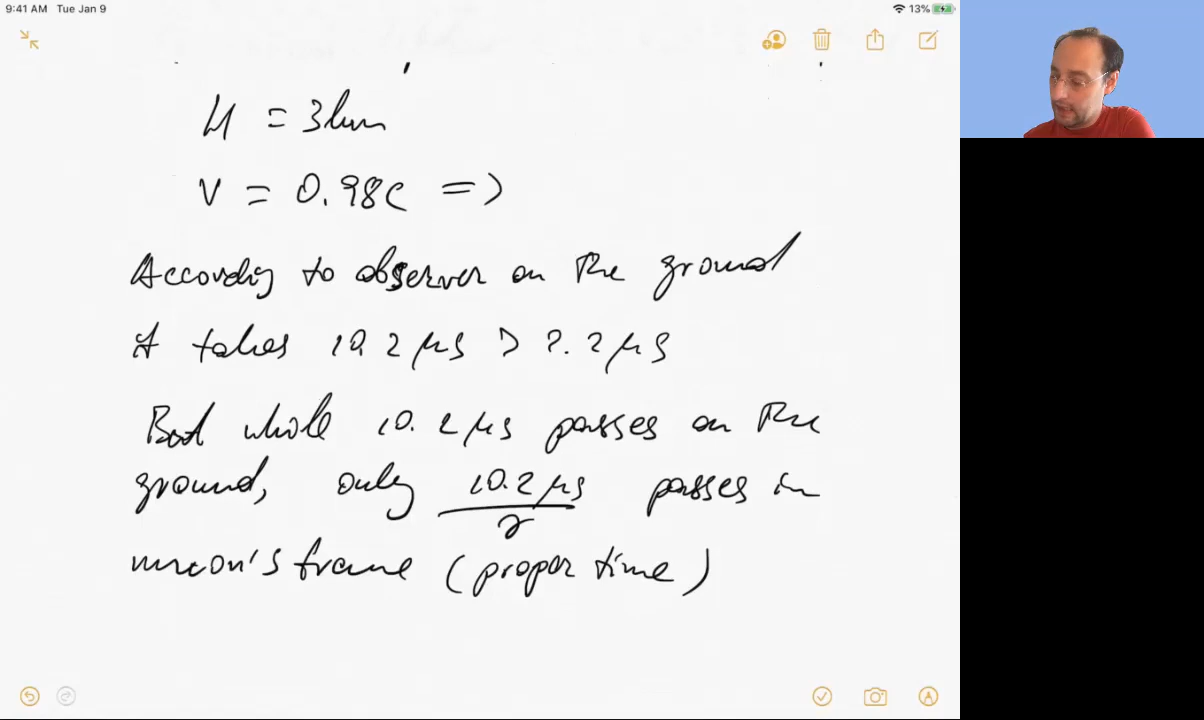 9:41 AM Tue Jan 9
13%
H = 3km
V = 0.98c =>
According to observer on the ground
it takes 10.2 μs > 2.2 μs
But while 10.2 μs passes on the
ground, only 10.2 μs / γ passes in
muon's frame (proper time)